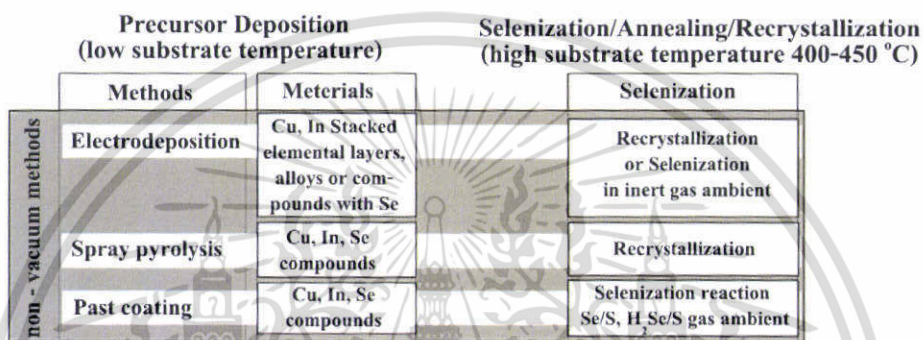 Precursor Deposition
(low substrate temperature)
Selenization/Annealing/Recrystallization
(high substrate temperature 400-450 °C)
Methods
Meterials
Selenization
non - vacuum methods
Electrodeposition
Cu, In Stacked
elemental layers,
alloys or com-
pounds with Se
Recrystallization
or Selenization
in inert gas ambient
Spray pyrolysis
Cu, In, Se
compounds
Recrystallization
Past coating
Cu, In, Se
compounds
Selenization reaction
Se/S, H₂Se/S gas ambient